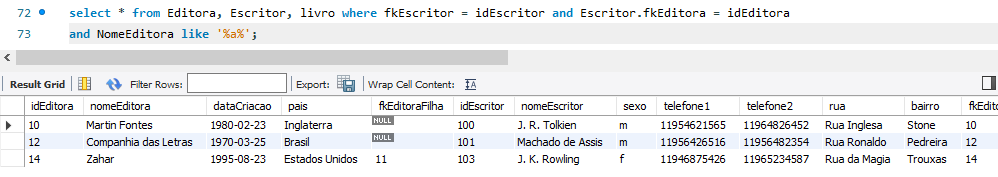 72 select * from Editora, Escritor, livro where fkEscritor = idEscritor and Escritor.fkEditora = idEditora
73 and NomeEditora like '%a%';
Result Grid Filter Rows: Export: Wrap Cell Content:
idEditora nomeEditora dataCriacao pais fkEditoraFilha idEscritor nomeEscritor sexo telefone1 telefone2 rua bairro fkEdito
10 Martin Fontes 1980-02-23 Inglaterra NULL 100 J. R. Tolkien m 11954621565 11964826452 Rua Inglesa Stone 10
12 Companhia das Letras 1970-03-25 Brasil NULL 101 Machado de Assis m 11956426516 11956482354 Rua Ronaldo Pedreira 12
14 Zahar 1995-08-23 Estados Unidos 11 103 J. K. Rowling f 11946875426 11965234587 Rua da Magia Trouxas 14